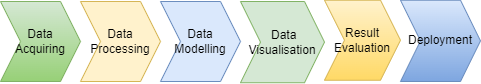 Data
Acquiring
Data
Processing
Data
Modelling
Data
Visualisation
Result
Evaluation
Deployment